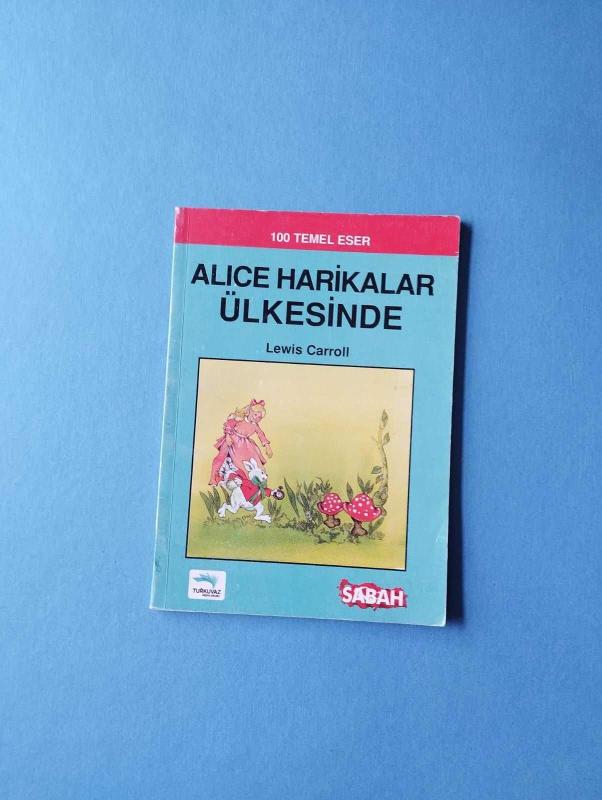 100 TEMEL ESER
ALICE HARİKALAR
ÜLKESİNDE
Lewis Carroll
TURKUVAZ
SABAH